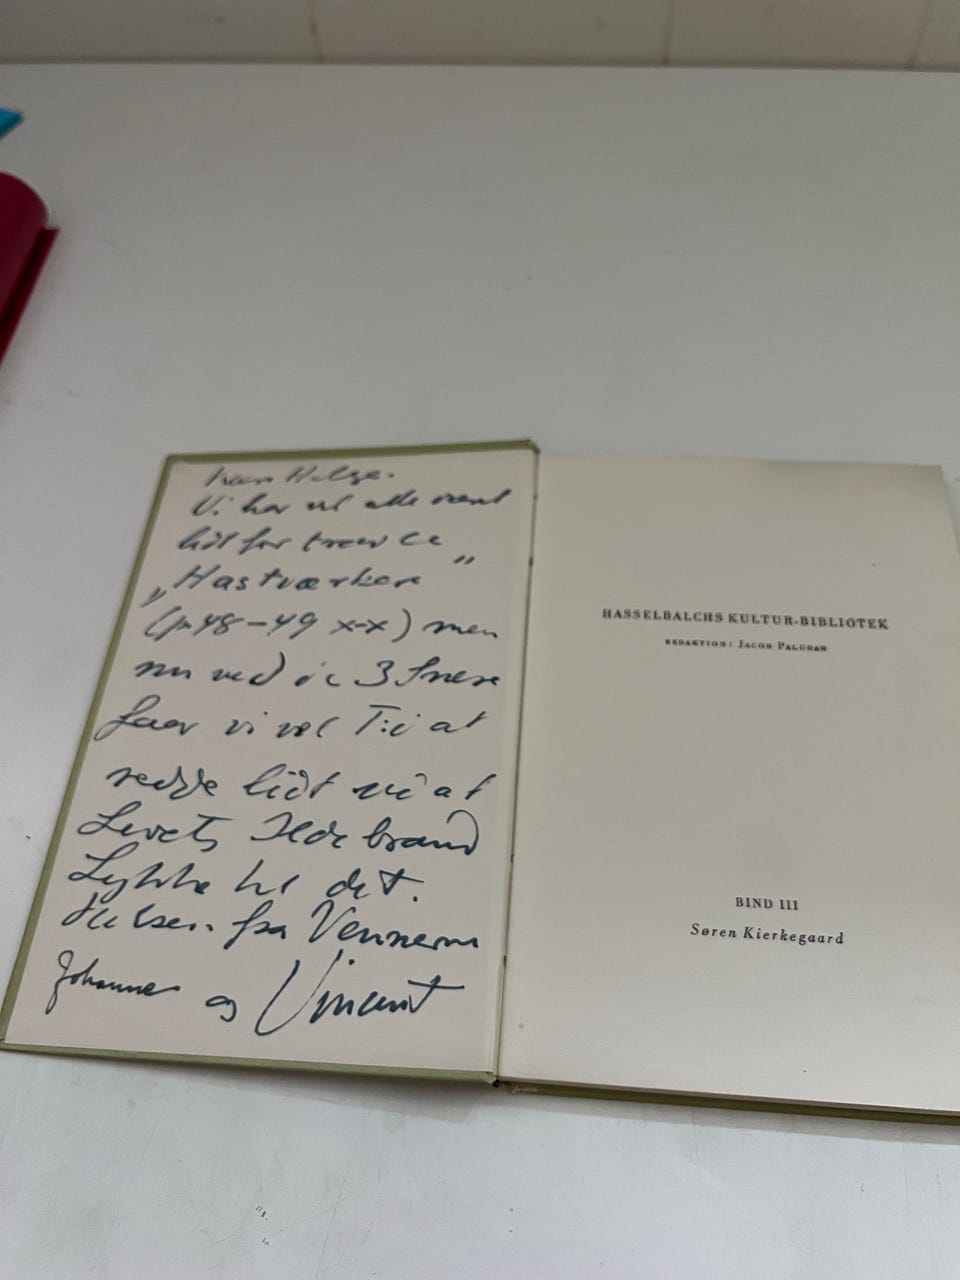 Kære Helge.
Vi har vel alle været
lidt for travle
„Hastværkere"
(p. 48-49 x-x) men
nu ved de 3 Snese
faar vi vel Tid at
redde lidt ud af
Livets Ildebrand
Lykke til det.
Hilsen fra Vennerne
Johanne og Vincent
HASSELBALCHS KULTUR-BIBLIOTEK
REDAKTION: JACOB PALUDAN
BIND III
Søren Kierkegaard